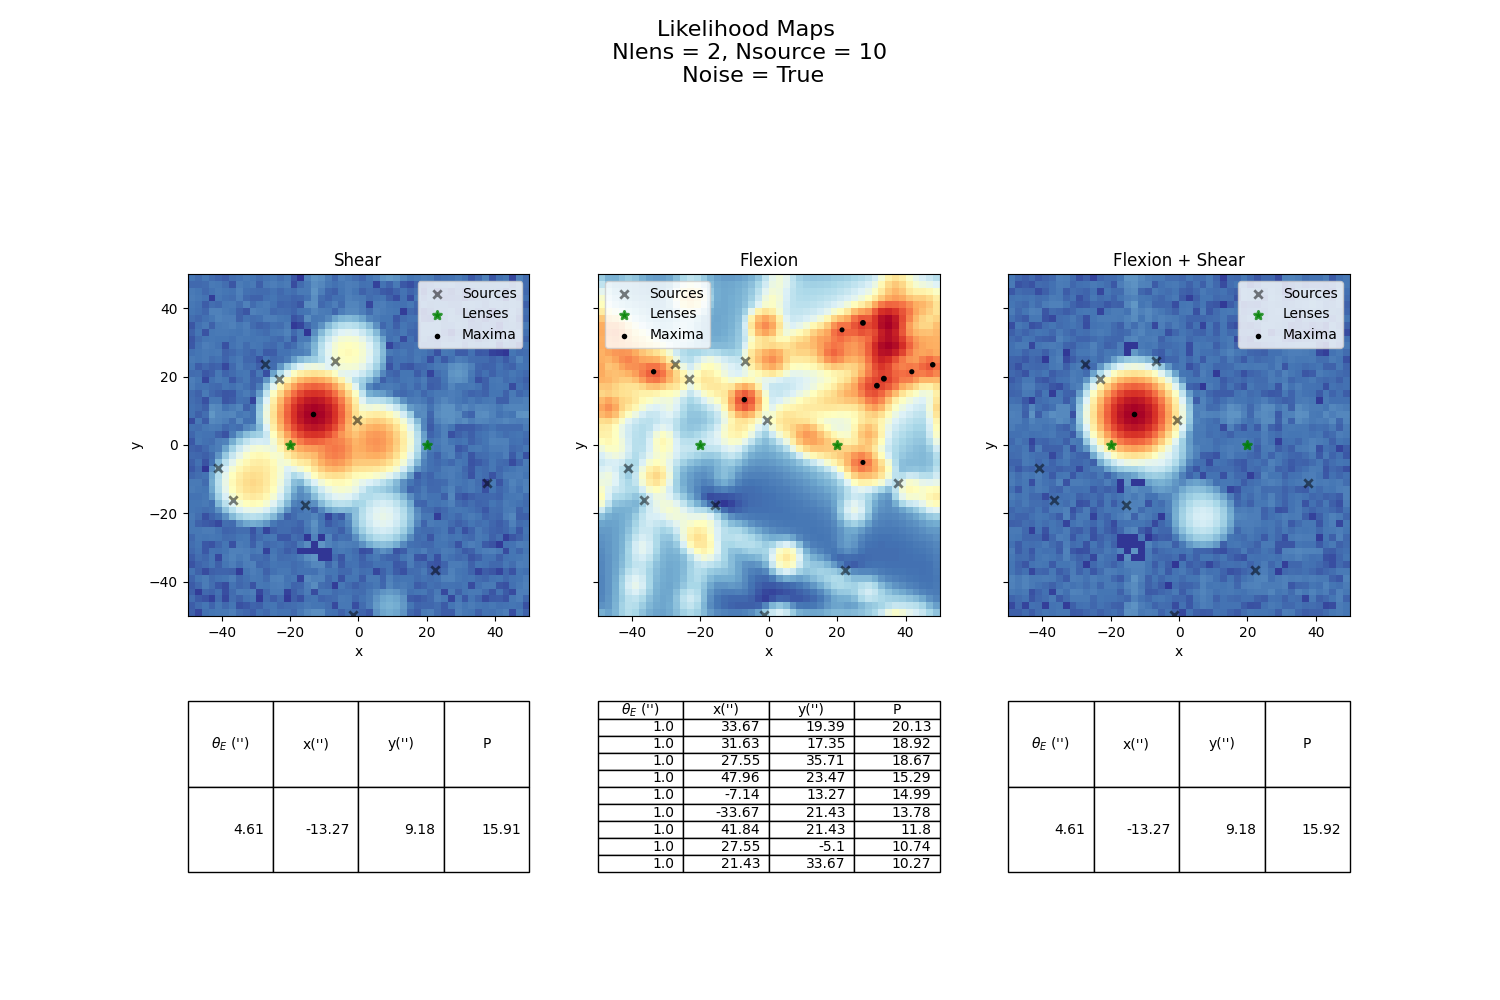 Likelihood Maps
Nlens = 2, Nsource = 10
Noise = True
Shear
Sources
Lenses
Maxima
40
20
0
−20
−40
y
−40 −20 0 20 40
x
Flexion
Sources
Lenses
Maxima
y
−40 −20 0 20 40
x
Flexion + Shear
Sources
Lenses
Maxima
y
−40 −20 0 20 40
x
θE ('') x('') y('') P
4.61 -13.27 9.18 15.91
θE ('') x('') y('') P
1.0 33.67 19.39 20.13
1.0 31.63 17.35 18.92
1.0 27.55 35.71 18.67
1.0 47.96 23.47 15.29
1.0 -7.14 13.27 14.99
1.0 -33.67 21.43 13.78
1.0 41.84 21.43 11.8
1.0 27.55 -5.1 10.74
1.0 21.43 33.67 10.27
θE ('') x('') y('') P
4.61 -13.27 9.18 15.92